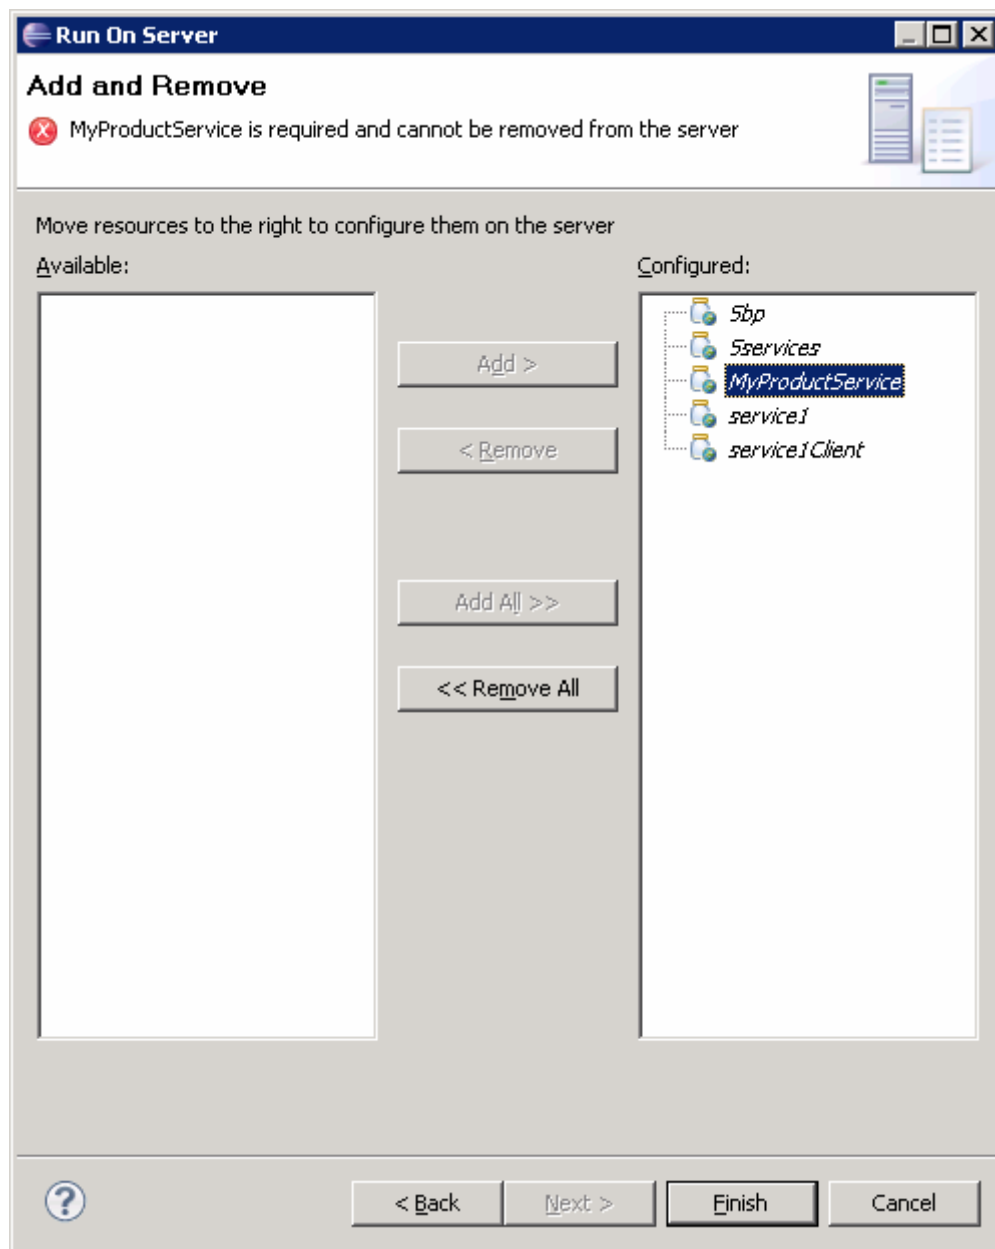 Run On Server
Add and Remove
MyProductService is required and cannot be removed from the server
Move resources to the right to configure them on the server
Available:
Configured:
5bp
5services
MyProductService
service1
service1Client
Add >
< Remove
Add All >>
<< Remove All
?
< Back
Next >
Finish
Cancel